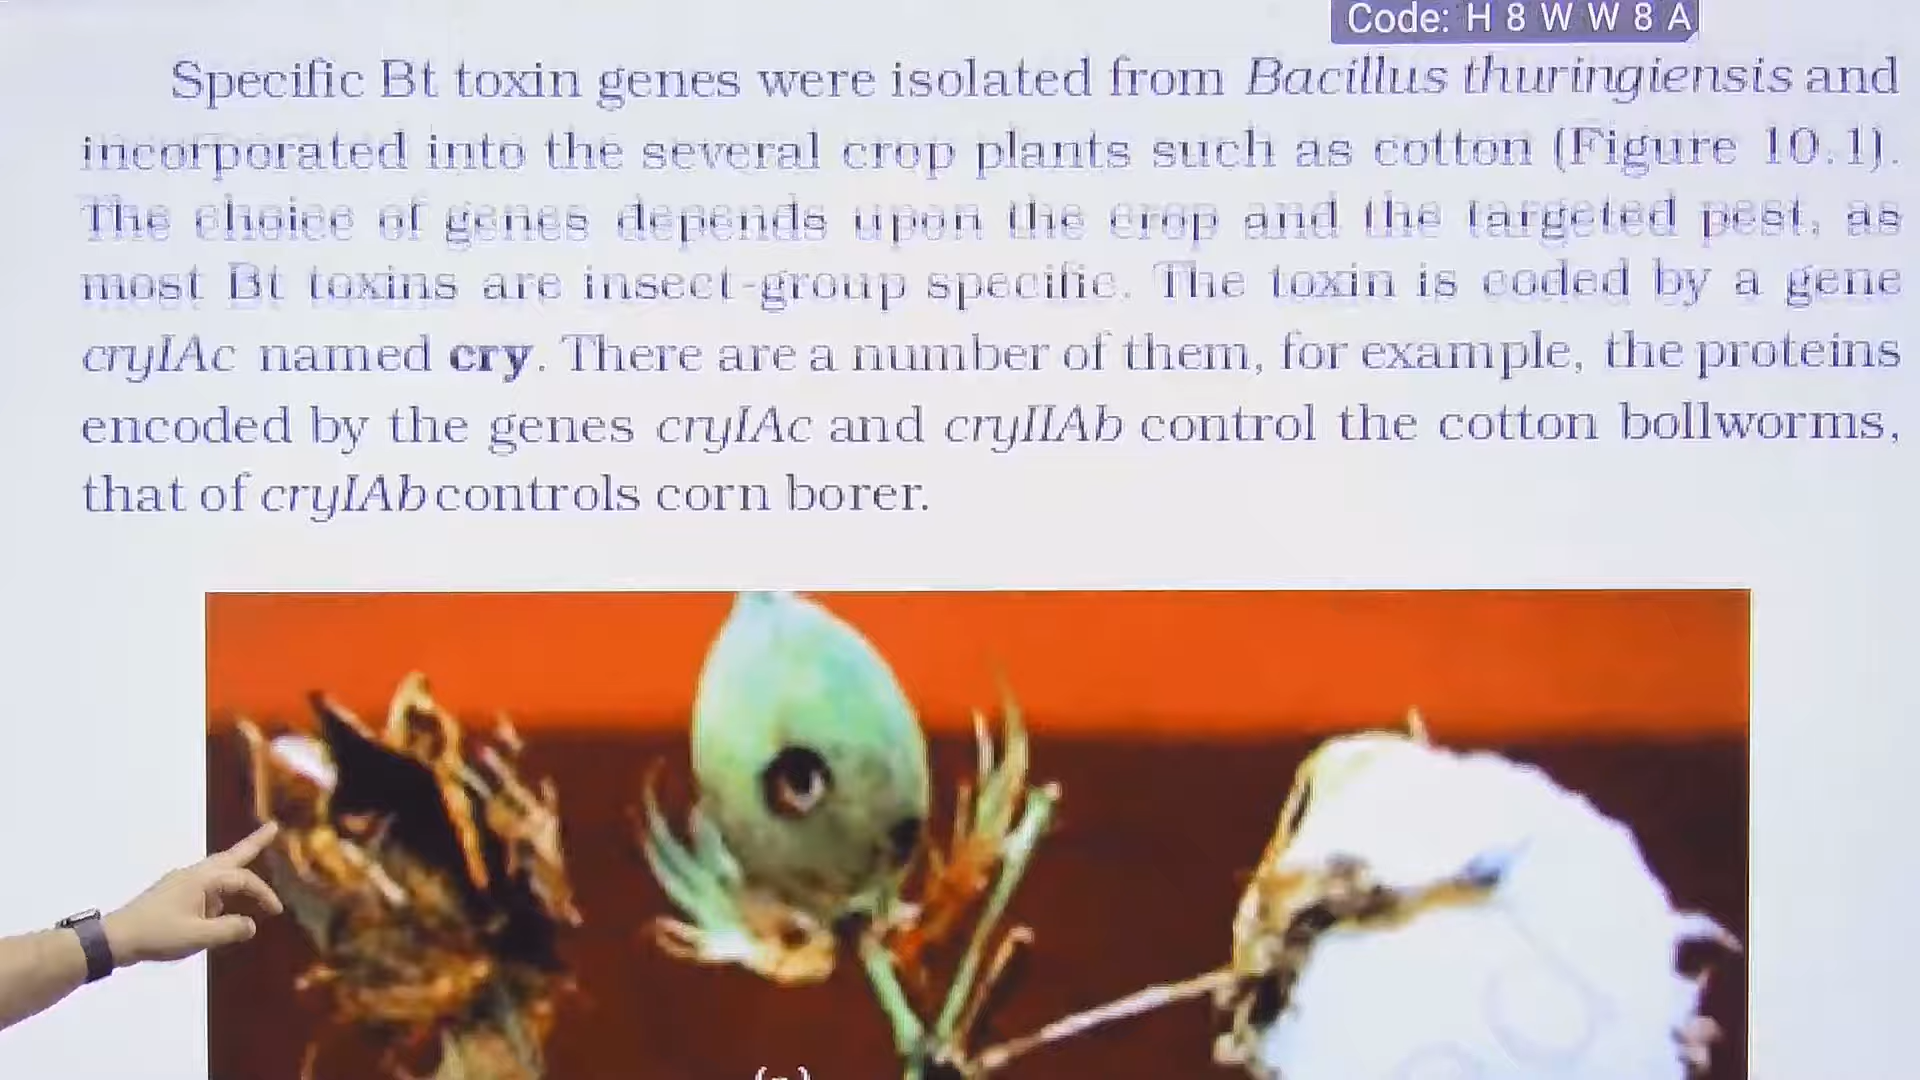 Code: H 8 W W 8 A
Specific Bt toxin genes were isolated from Bacillus thuringiensis and
incorporated into the several crop plants such as cotton (Figure 10.1).
The choice of genes depends upon the crop and the targeted pest, as
most Bt toxins are insect-group specific. The toxin is coded by a gene
cryIAc named cry. There are a number of them, for example, the proteins
encoded by the genes cryIAc and cryIIAb control the cotton bollworms,
that of cryIAb controls corn borer.